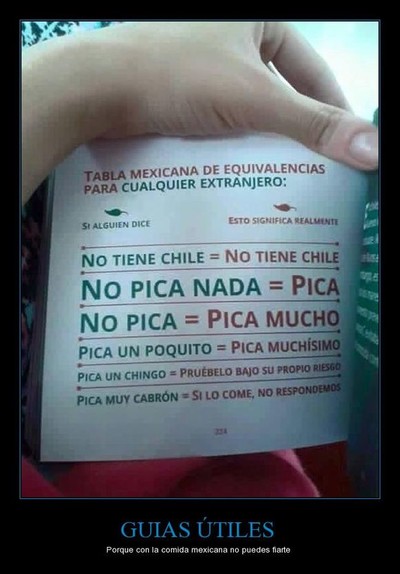 TABLA MEXICANA DE EQUIVALENCIAS
PARA CUALQUIER EXTRANJERO:
SI ALGUIEN DICE
ESTO SIGNIFICA REALMENTE
NO TIENE CHILE = NO TIENE CHILE
NO PICA NADA = PICA
NO PICA = PICA MUCHO
PICA UN POQUITO = PICA MUCHÍSIMO
PICA UN CHINGO = PRUÉBELO BAJO SU PROPIO RIESGO
PICA MUY CABRÓN = SI LO COME, NO RESPONDEMOS
224
GUIAS ÚTILES
Porque con la comida mexicana no puedes fiarte